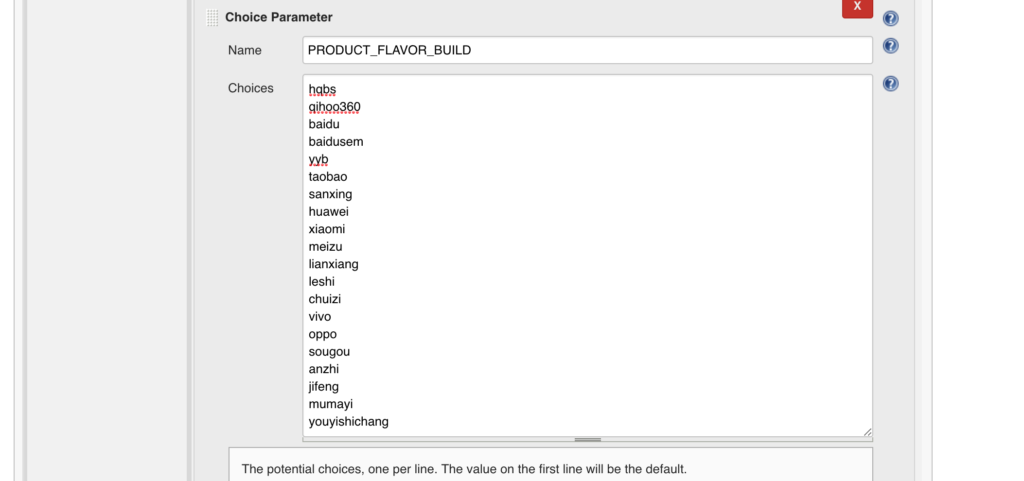 Choice Parameter
X
Name
PRODUCT_FLAVOR_BUILD
Choices
hqbs
qihoo360
baidu
baidusem
yyb
taobao
sanxing
huawei
xiaomi
meizu
lianxiang
leshi
chuizi
vivo
oppo
sougou
anzhi
jifeng
mumayi
youyishichang
The potential choices, one per line. The value on the first line will be the default.